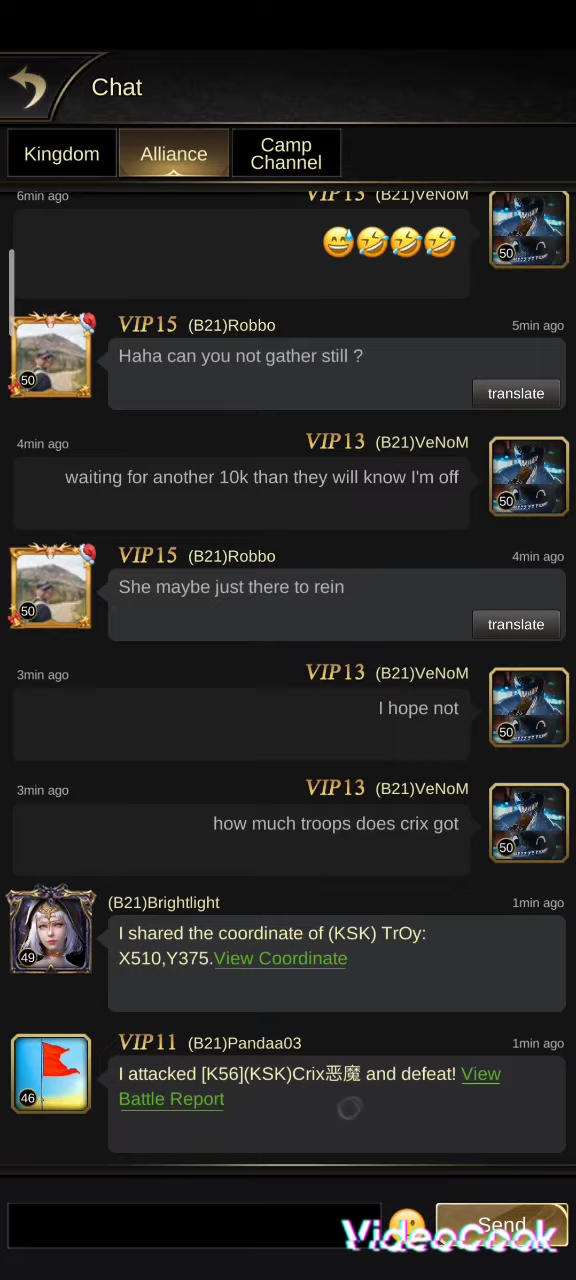 Chat
Kingdom
Alliance
Camp
Channel
6min ago
VIP13 (B21)VeNoM
50
😅🤣🤣🤣
VIP15 (B21)Robbo
5min ago
Haha can you not gather still ?
50
translate
4min ago
VIP13 (B21)VeNoM
waiting for another 10k than they will know I'm off
50
VIP15 (B21)Robbo
4min ago
She maybe just there to rein
50
translate
3min ago
VIP13 (B21)VeNoM
I hope not
50
3min ago
VIP13 (B21)VeNoM
how much troops does crix got
50
(B21)Brightlight
1min ago
I shared the coordinate of (KSK) TrOy:
X510,Y375.View Coordinate
49
VIP11 (B21)Pandaa03
1min ago
I attacked [K56](KSK)Crix恶魔 and defeat! View
Battle Report
46
Send
VideoCook